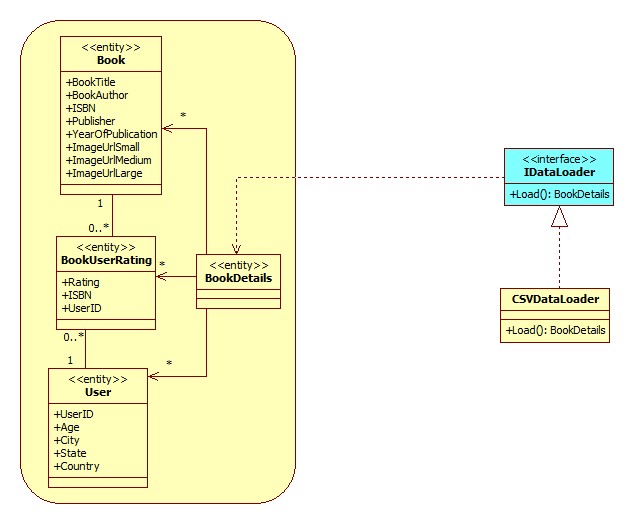 <<entity>>
Book
+BookTitle
+BookAuthor
+ISBN
+Publisher
+YearOfPublication
+ImageUrlSmall
+ImageUrlMedium
+ImageUrlLarge
*
1
0..*
<<entity>>
BookUserRating
+Rating
+ISBN
+UserID
*
<<entity>>
BookDetails
0..*
1
*
<<entity>>
User
+UserID
+Age
+City
+State
+Country
<<interface>>
IDataLoader
+Load(): BookDetails
CSVDataLoader
+Load(): BookDetails